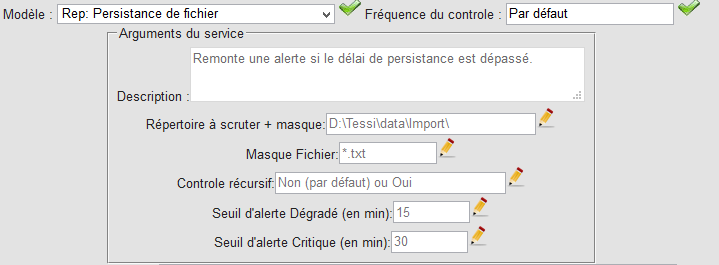 Modèle : Rep: Persistance de fichier Fréquence du controle : Par défaut
Arguments du service
Remonte une alerte si le délai de persistance est dépassé.
Description :
Répertoire à scruter + masque: D:\Tessi\data\Import\
Masque Fichier: *.txt
Controle récursif: Non (par défaut) ou Oui
Seuil d'alerte Dégradé (en min): 15
Seuil d'alerte Critique (en min): 30